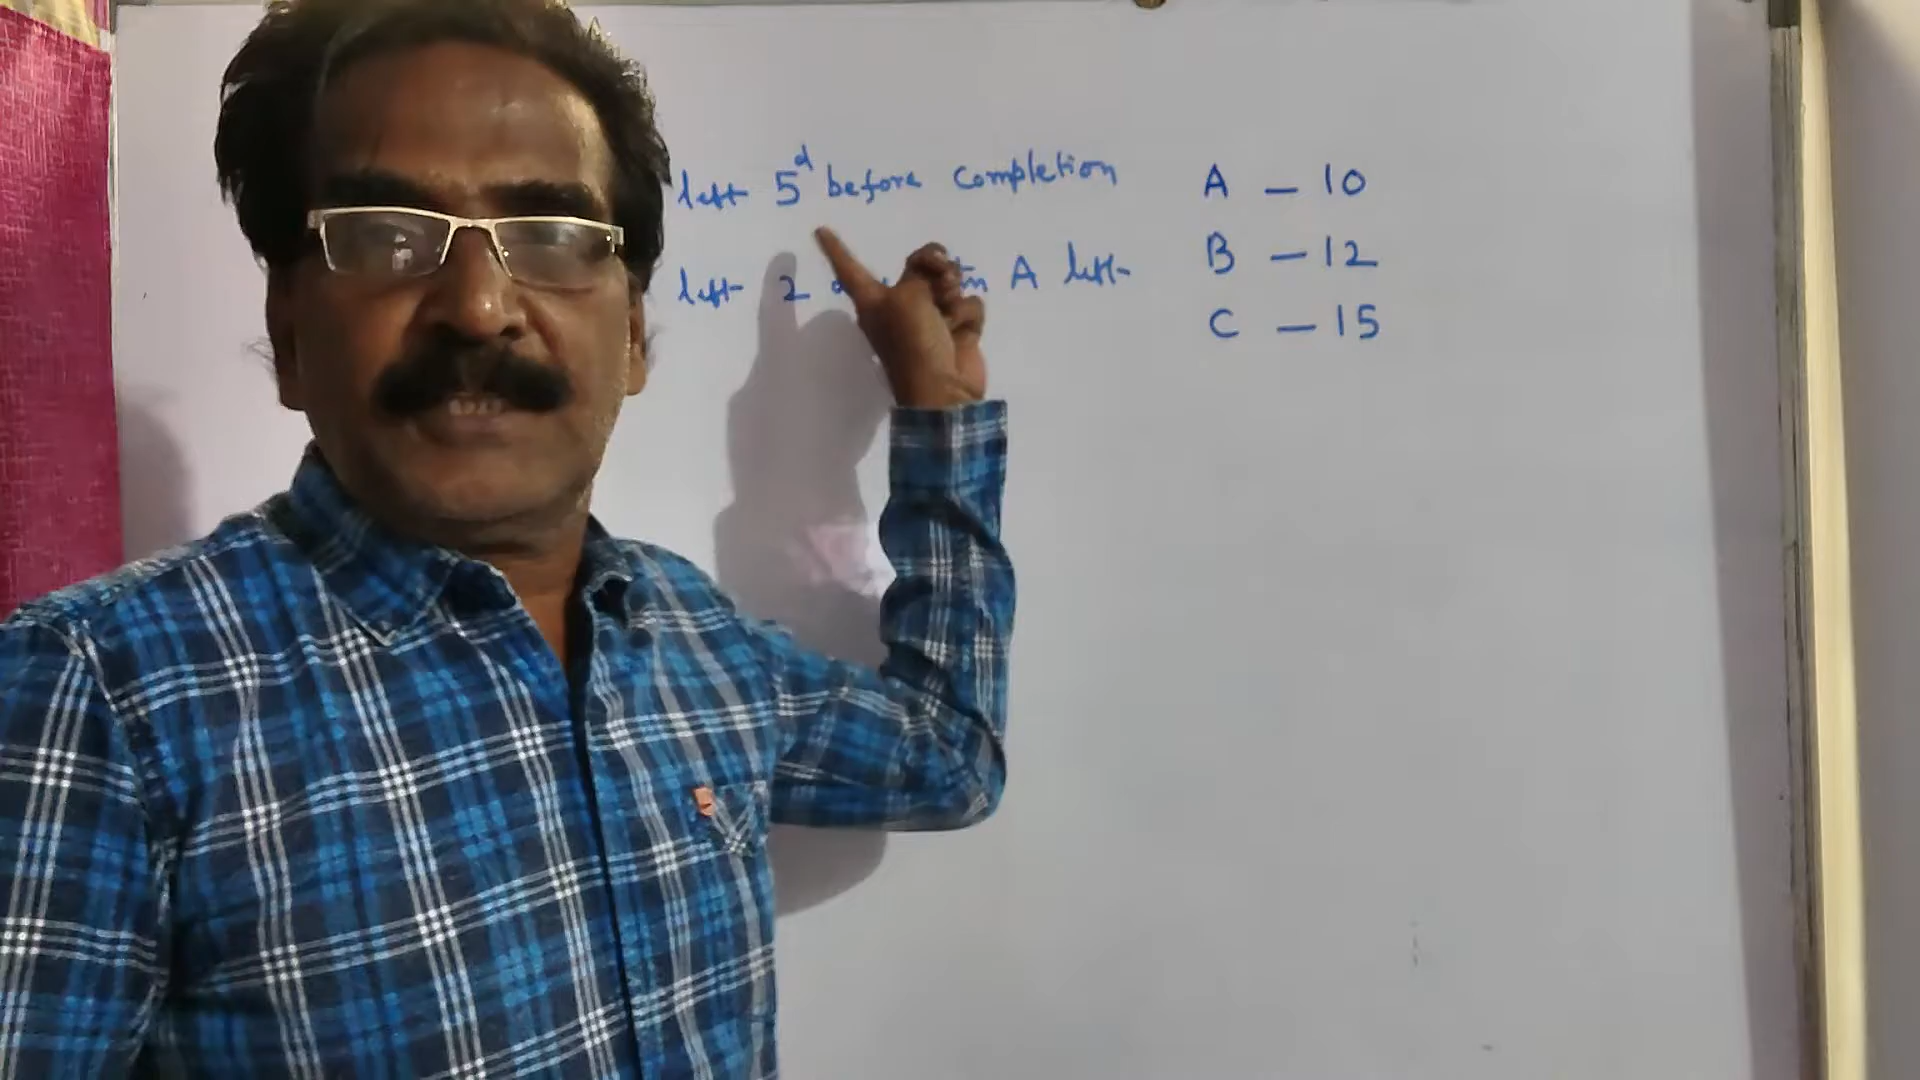 left 5d before completion
left 2 A left
A – 10
B – 12
C – 15